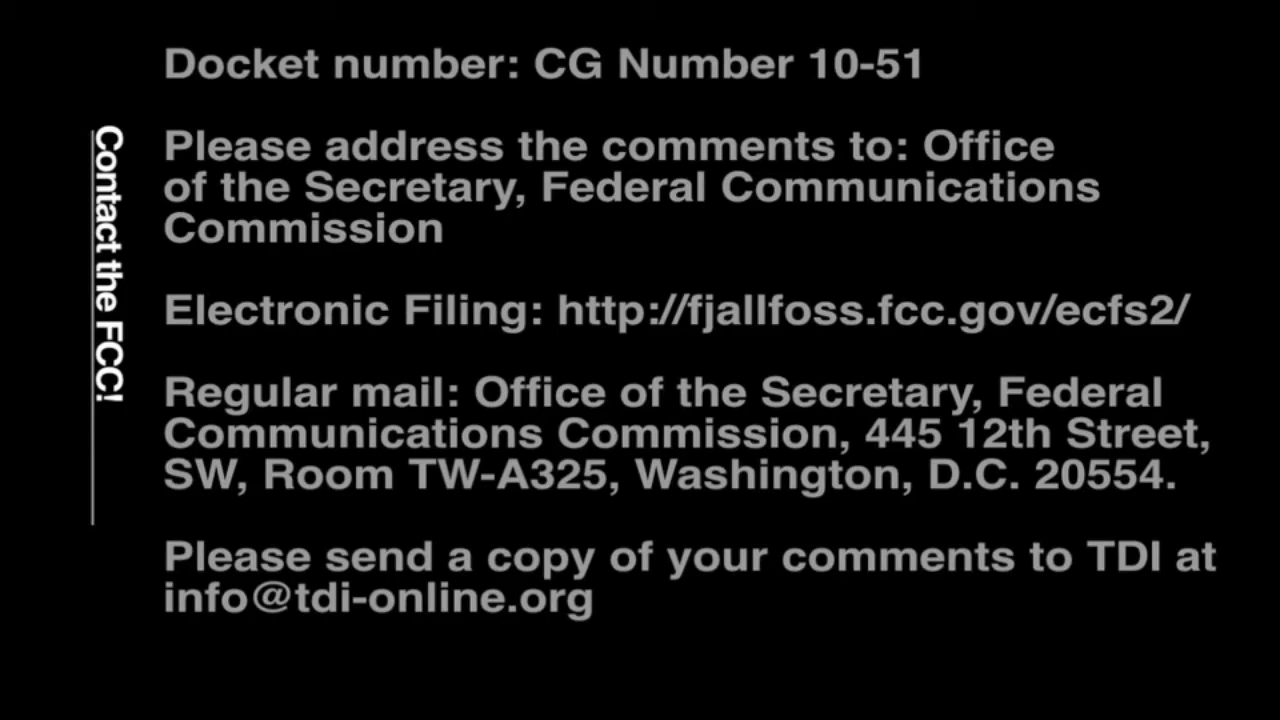 Contact the FCC!
Docket number: CG Number 10-51
Please address the comments to: Office
of the Secretary, Federal Communications
Commission
Electronic Filing: http://fjallfoss.fcc.gov/ecfs2/
Regular mail: Office of the Secretary, Federal
Communications Commission, 445 12th Street,
SW, Room TW-A325, Washington, D.C. 20554.
Please send a copy of your comments to TDI at
info@tdi-online.org